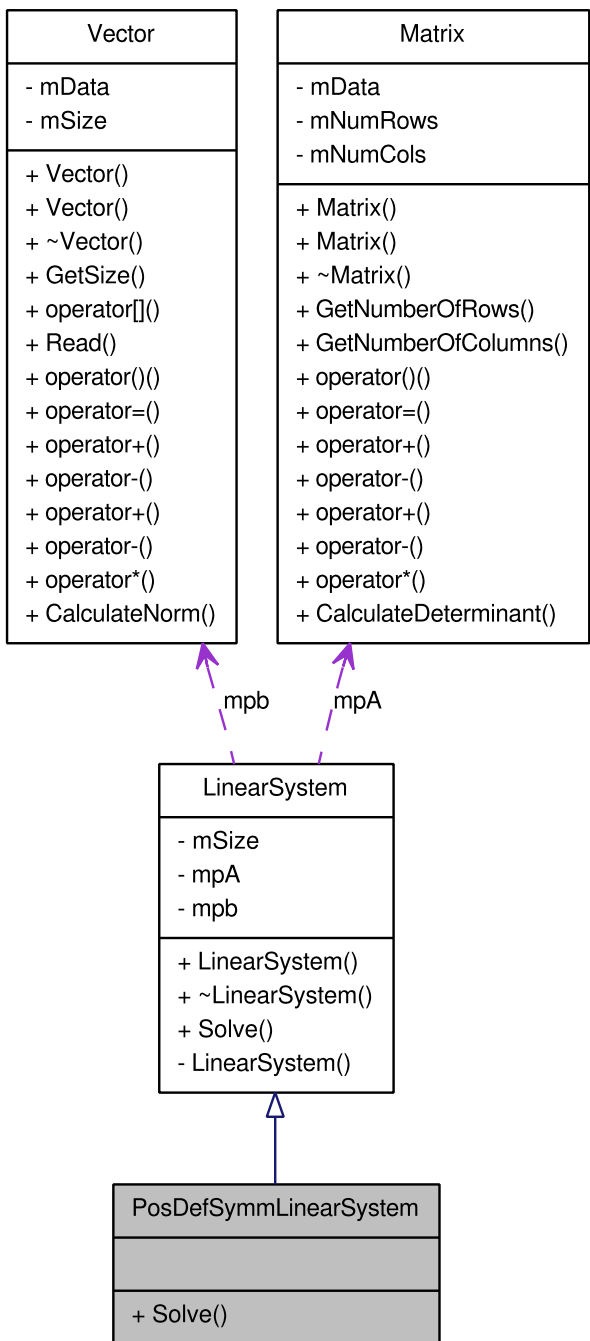 Vector
- mData
- mSize
+ Vector()
+ Vector()
+ ~Vector()
+ GetSize()
+ operator[]()
+ Read()
+ operator()()
+ operator=()
+ operator+()
+ operator-()
+ operator+()
+ operator-()
+ operator*()
+ CalculateNorm()
Matrix
- mData
- mNumRows
- mNumCols
+ Matrix()
+ Matrix()
+ ~Matrix()
+ GetNumberOfRows()
+ GetNumberOfColumns()
+ operator()()
+ operator=()
+ operator+()
+ operator-()
+ operator+()
+ operator-()
+ operator*()
+ CalculateDeterminant()
mpb
mpA
LinearSystem
- mSize
- mpA
- mpb
+ LinearSystem()
+ ~LinearSystem()
+ Solve()
- LinearSystem()
PosDefSymmLinearSystem
+ Solve()